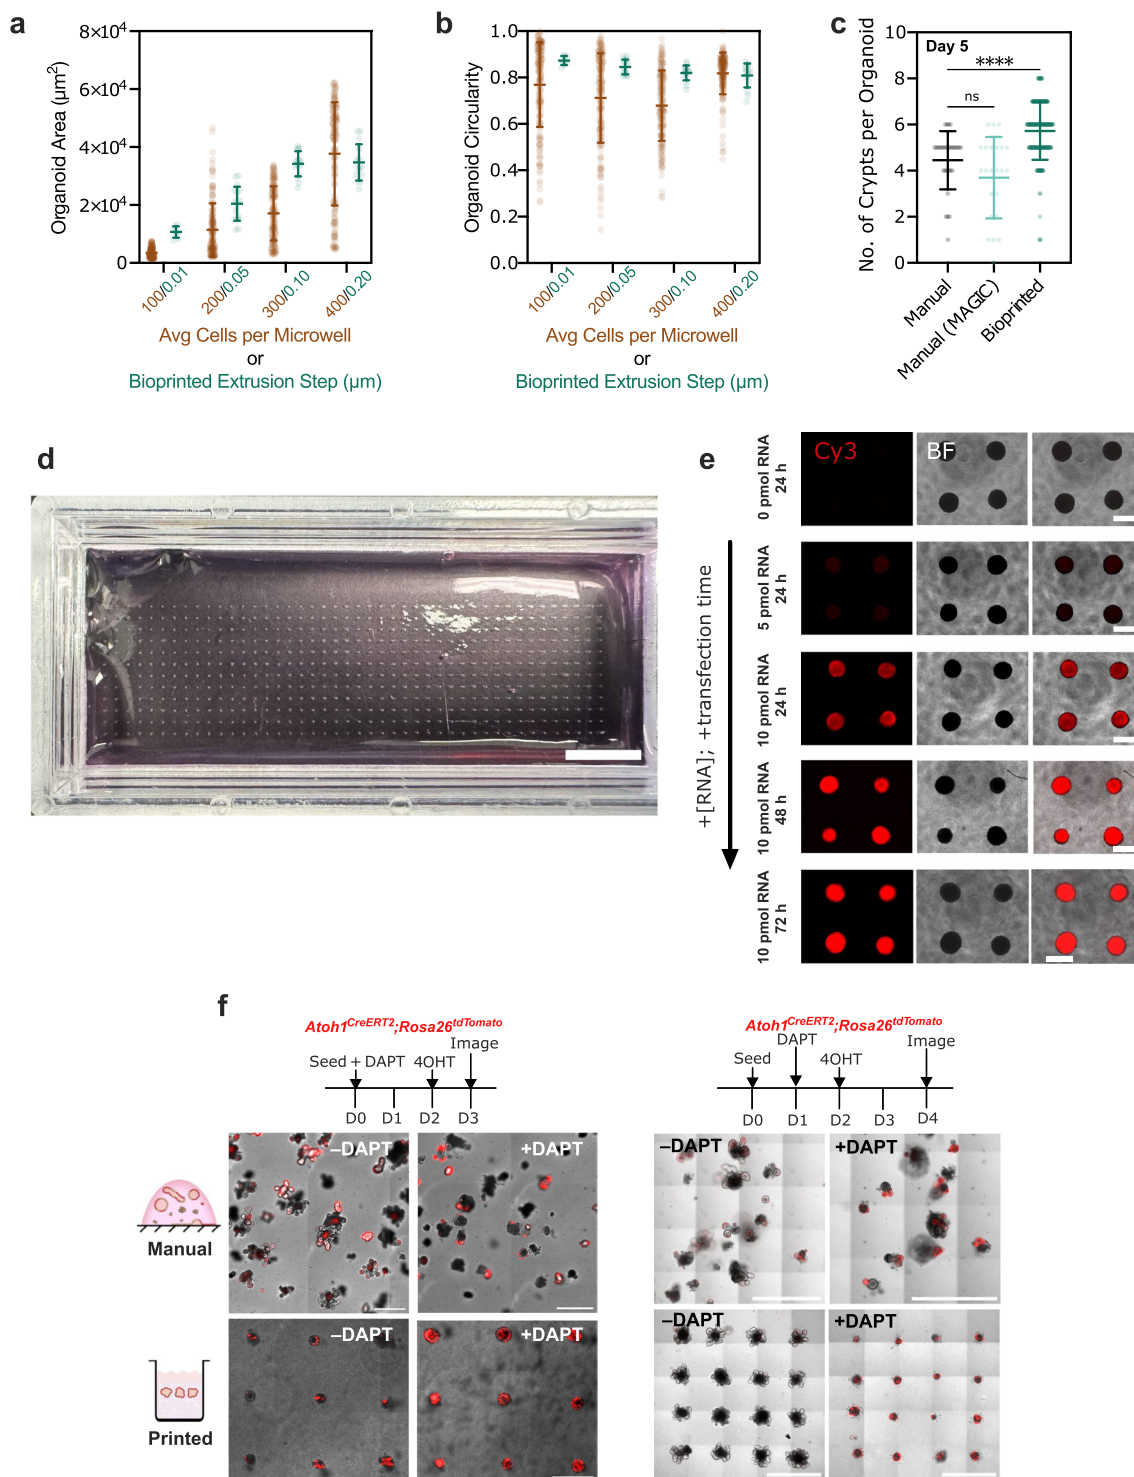 a
8×10⁴
6×10⁴
4×10⁴
2×10⁴
0
Organoid Area (µm²)
100/0.01
200/0.05
300/0.10
400/0.20
Avg Cells per Microwell
or
Bioprinted Extrusion Step (µm)
b
1.0
0.8
0.6
0.4
0.2
0.0
Organoid Circularity
100/0.01
200/0.05
300/0.10
400/0.20
Avg Cells per Microwell
or
Bioprinted Extrusion Step (µm)
c
Day 5
****
ns
10
8
6
4
2
0
No. of Crypts per Organoid
Manual
Manual (MAGIC)
Bioprinted
d
e
Cy3
BF
0 pmol RNA
24 h
5 pmol RNA
24 h
10 pmol RNA
24 h
10 pmol RNA
48 h
10 pmol RNA
72 h
+[RNA]; +transfection time
f
Atoh1CreERT2;Rosa26tdTomato
Image
Seed + DAPT 4OHT
D0 D1 D2 D3
–DAPT
+DAPT
–DAPT
+DAPT
Atoh1CreERT2;Rosa26tdTomato
DAPT
Image
Seed
4OHT
D0 D1 D2 D3 D4
–DAPT
+DAPT
–DAPT
+DAPT
Manual
Printed